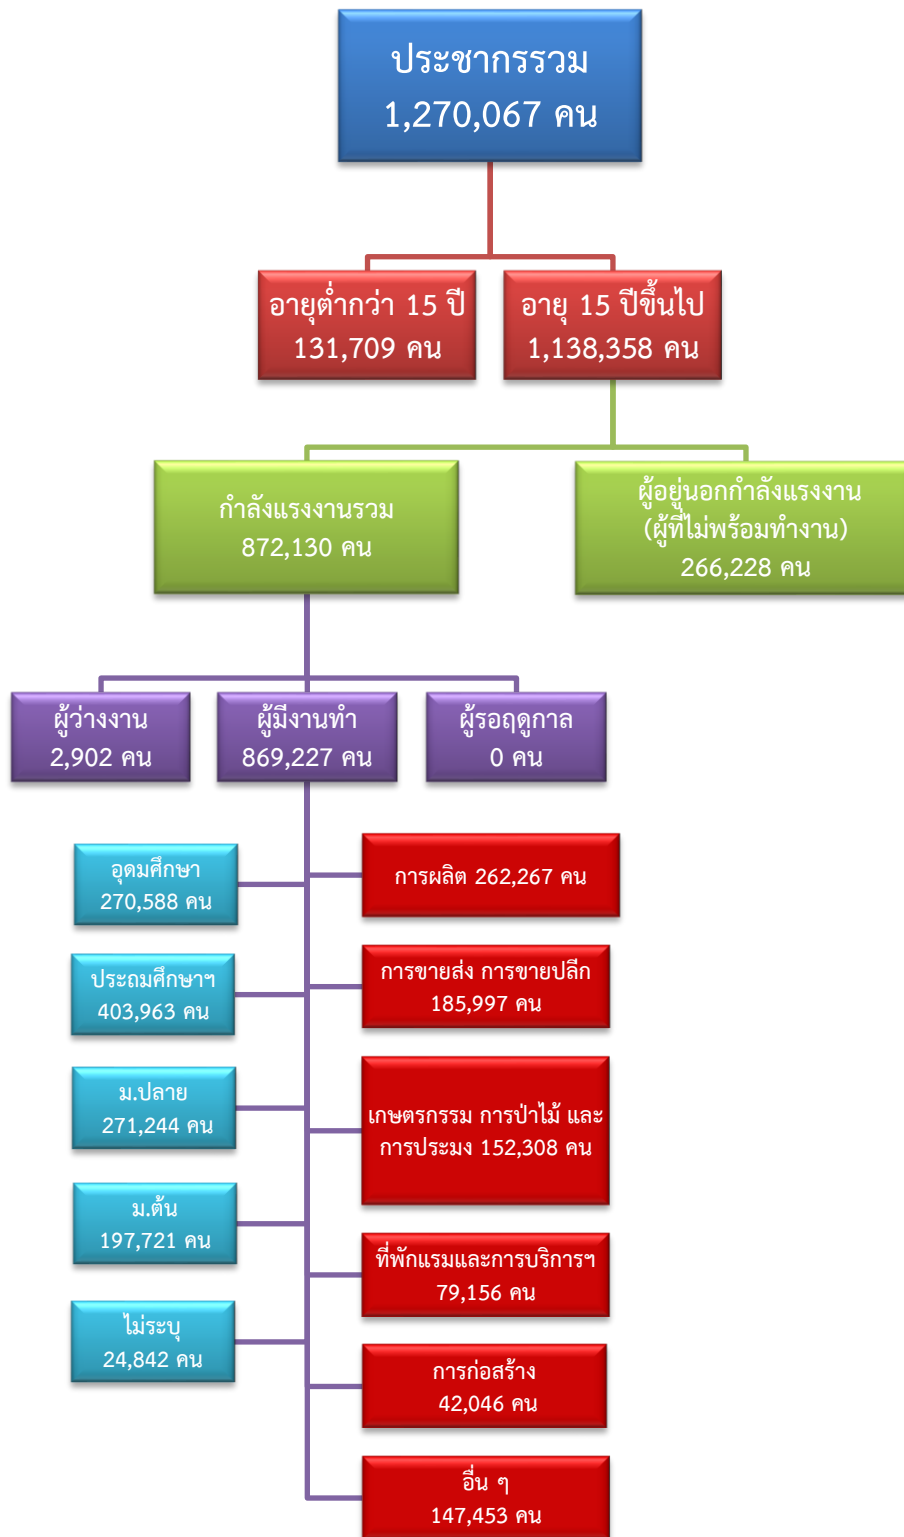 ประชากรรวม
1,270,067 คน
อายุต่ำกว่า 15 ปี
131,709 คน
อายุ 15 ปีขึ้นไป
1,138,358 คน
กำลังแรงงานรวม
872,130 คน
ผู้อยู่นอกกำลังแรงงาน
(ผู้ที่ไม่พร้อมทำงาน)
266,228 คน
ผู้ว่างงาน
2,902 คน
ผู้มีงานทำ
869,227 คน
ผู้รอฤดูกาล
0 คน
อุดมศึกษา
270,588 คน
ประถมศึกษาฯ
403,963 คน
ม.ปลาย
271,244 คน
ม.ต้น
197,721 คน
ไม่ระบุ
24,842 คน
การผลิต 262,267 คน
การขายส่ง การขายปลีก
185,997 คน
เกษตรกรรม การป่าไม้ และ
การประมง 152,308 คน
ที่พักแรมและการบริการฯ
79,156 คน
การก่อสร้าง
42,046 คน
อื่น ๆ
147,453 คน